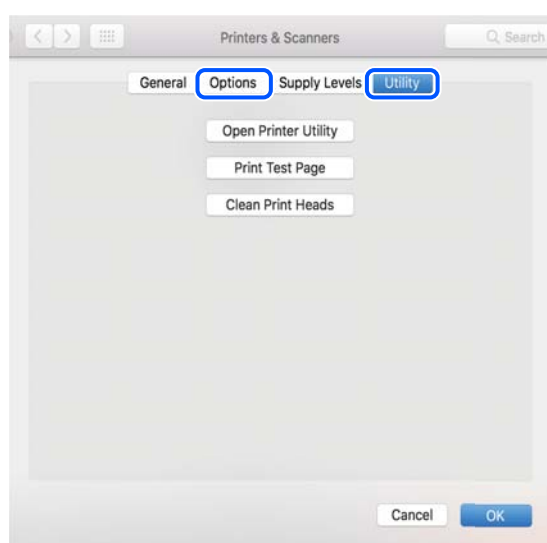 Printers & Scanners
Search
General Options Supply Levels Utility
Open Printer Utility
Print Test Page
Clean Print Heads
Cancel OK